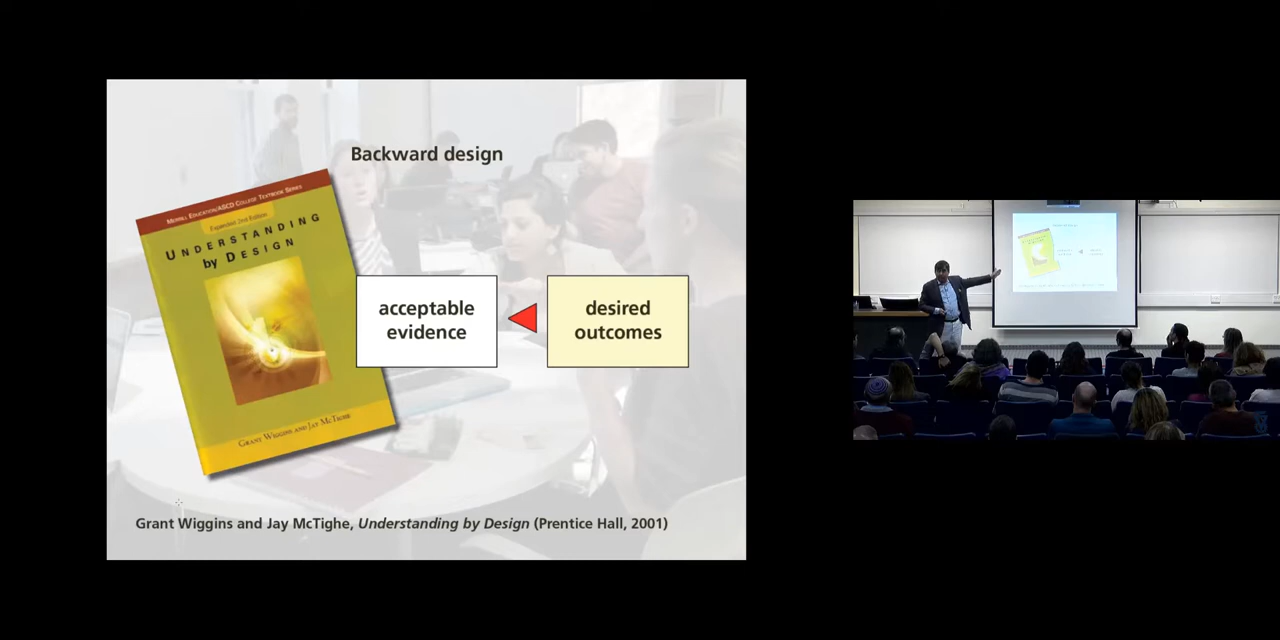 Backward design
MERRILL EDUCATION/ASCD COLLEGE TEXTBOOK SERIES
Expanded 2nd Edition
UNDERSTANDING
by DESIGN
GRANT WIGGINS AND JAY MCTIGHE
acceptable
evidence
desired
outcomes
Grant Wiggins and Jay McTighe, Understanding by Design (Prentice Hall, 2001)